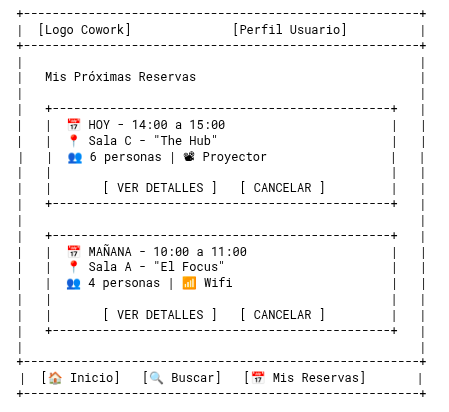 [Logo Cowork] [Perfil Usuario]
Mis Próximas Reservas
📅 HOY - 14:00 a 15:00
📍 Sala C - "The Hub"
👥 6 personas | 📽 Proyector
[ VER DETALLES ] [ CANCELAR ]
📅 MAÑANA - 10:00 a 11:00
📍 Sala A - "El Focus"
👥 4 personas | 📶 Wifi
[ VER DETALLES ] [ CANCELAR ]
[🏠 Inicio] [🔍 Buscar] [📅 Mis Reservas]